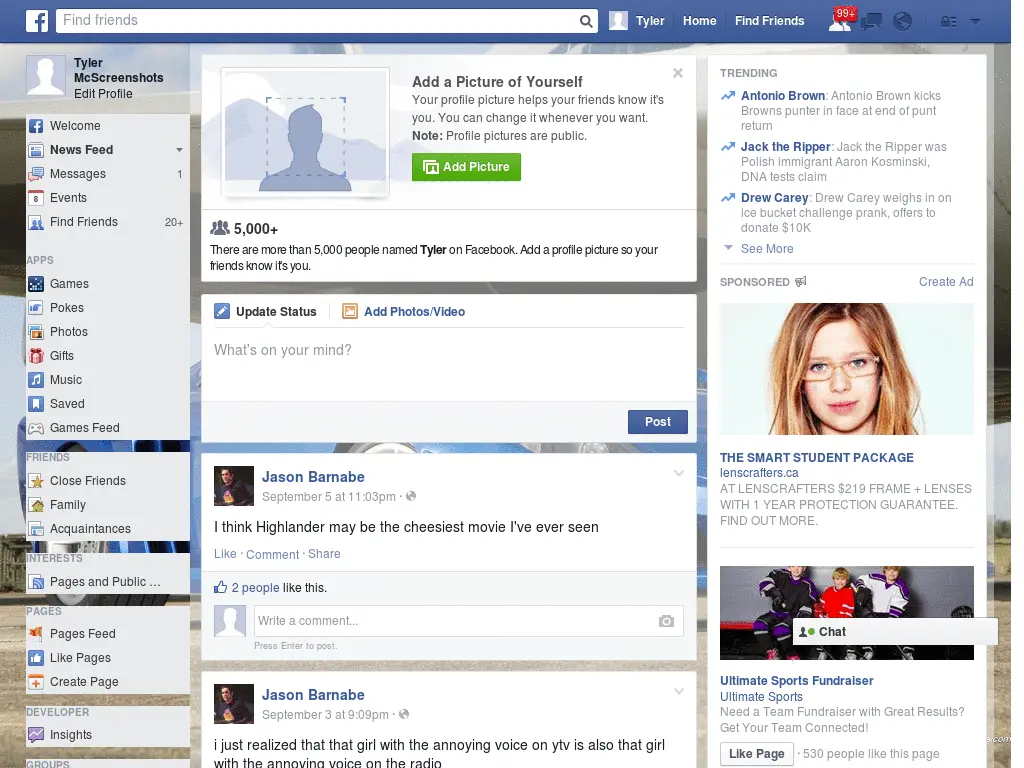 f
Find friends
Tyler
Home
Find Friends
99+
Tyler
McScreenshots
Edit Profile
Welcome
News Feed
Messages 1
8 Events
Find Friends 20+
APPS
Games
Pokes
Photos
Gifts
Music
Saved
Games Feed
FRIENDS
Close Friends
Family
Acquaintances
INTERESTS
Pages and Public ...
PAGES
Pages Feed
Like Pages
Create Page
DEVELOPER
Insights
GROUPS
Add a Picture of Yourself
Your profile picture helps your friends know it's
you. You can change it whenever you want.
Note: Profile pictures are public.
Add Picture
5,000+
There are more than 5,000 people named Tyler on Facebook. Add a profile picture so your
friends know it's you.
Update Status
Add Photos/Video
What's on your mind?
Post
Jason Barnabe
September 5 at 11:03pm ·
I think Highlander may be the cheesiest movie I've ever seen
Like · Comment · Share
2 people like this.
Write a comment...
Press Enter to post.
Jason Barnabe
September 3 at 9:09pm ·
i just realized that that girl with the annoying voice on ytv is also that girl
with the annoying voice on the radio
TRENDING
Antonio Brown: Antonio Brown kicks
Browns punter in face at end of punt
return
Jack the Ripper: Jack the Ripper was
Polish immigrant Aaron Kosminski,
DNA tests claim
Drew Carey: Drew Carey weighs in on
ice bucket challenge prank, offers to
donate $10K
See More
SPONSORED
Create Ad
THE SMART STUDENT PACKAGE
lenscrafters.ca
AT LENSCRAFTERS $219 FRAME + LENSES
WITH 1 YEAR PROTECTION GUARANTEE.
FIND OUT MORE.
Chat
Ultimate Sports Fundraiser
Ultimate Sports
Need a Team Fundraiser with Great Results?
Get Your Team Connected!
Like Page · 530 people like this page